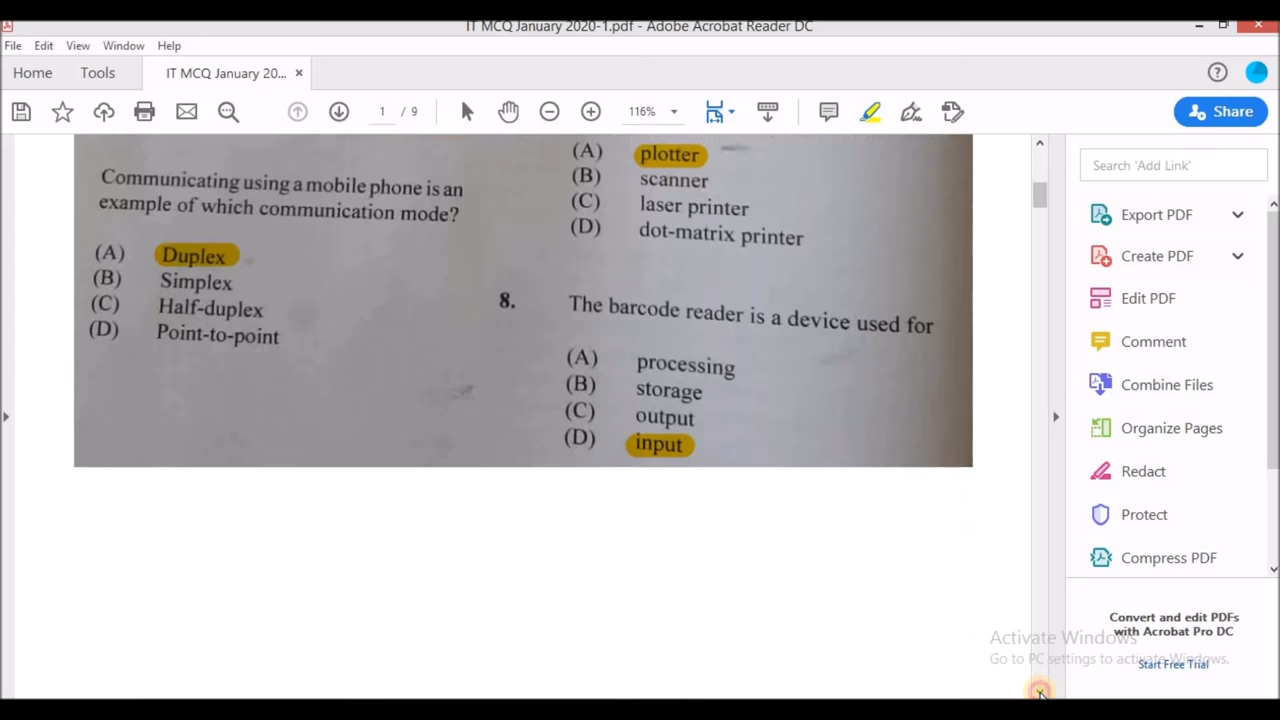 IT MCQ January 2020-1.pdf - Adobe Acrobat Reader DC
File Edit View Window Help
Home Tools IT MCQ January 20... ×
1 / 9 116% Share
Communicating using a mobile phone is an
example of which communication mode?
(A) Duplex
(B) Simplex
(C) Half-duplex
(D) Point-to-point
(A) plotter
(B) scanner
(C) laser printer
(D) dot-matrix printer
8. The barcode reader is a device used for
(A) processing
(B) storage
(C) output
(D) input
Search 'Add Link'
Export PDF
Create PDF
Edit PDF
Comment
Combine Files
Organize Pages
Redact
Protect
Compress PDF
Convert and edit PDFs
with Acrobat Pro DC
Start Free Trial
Activate Windows
Go to PC settings to activate Windows.